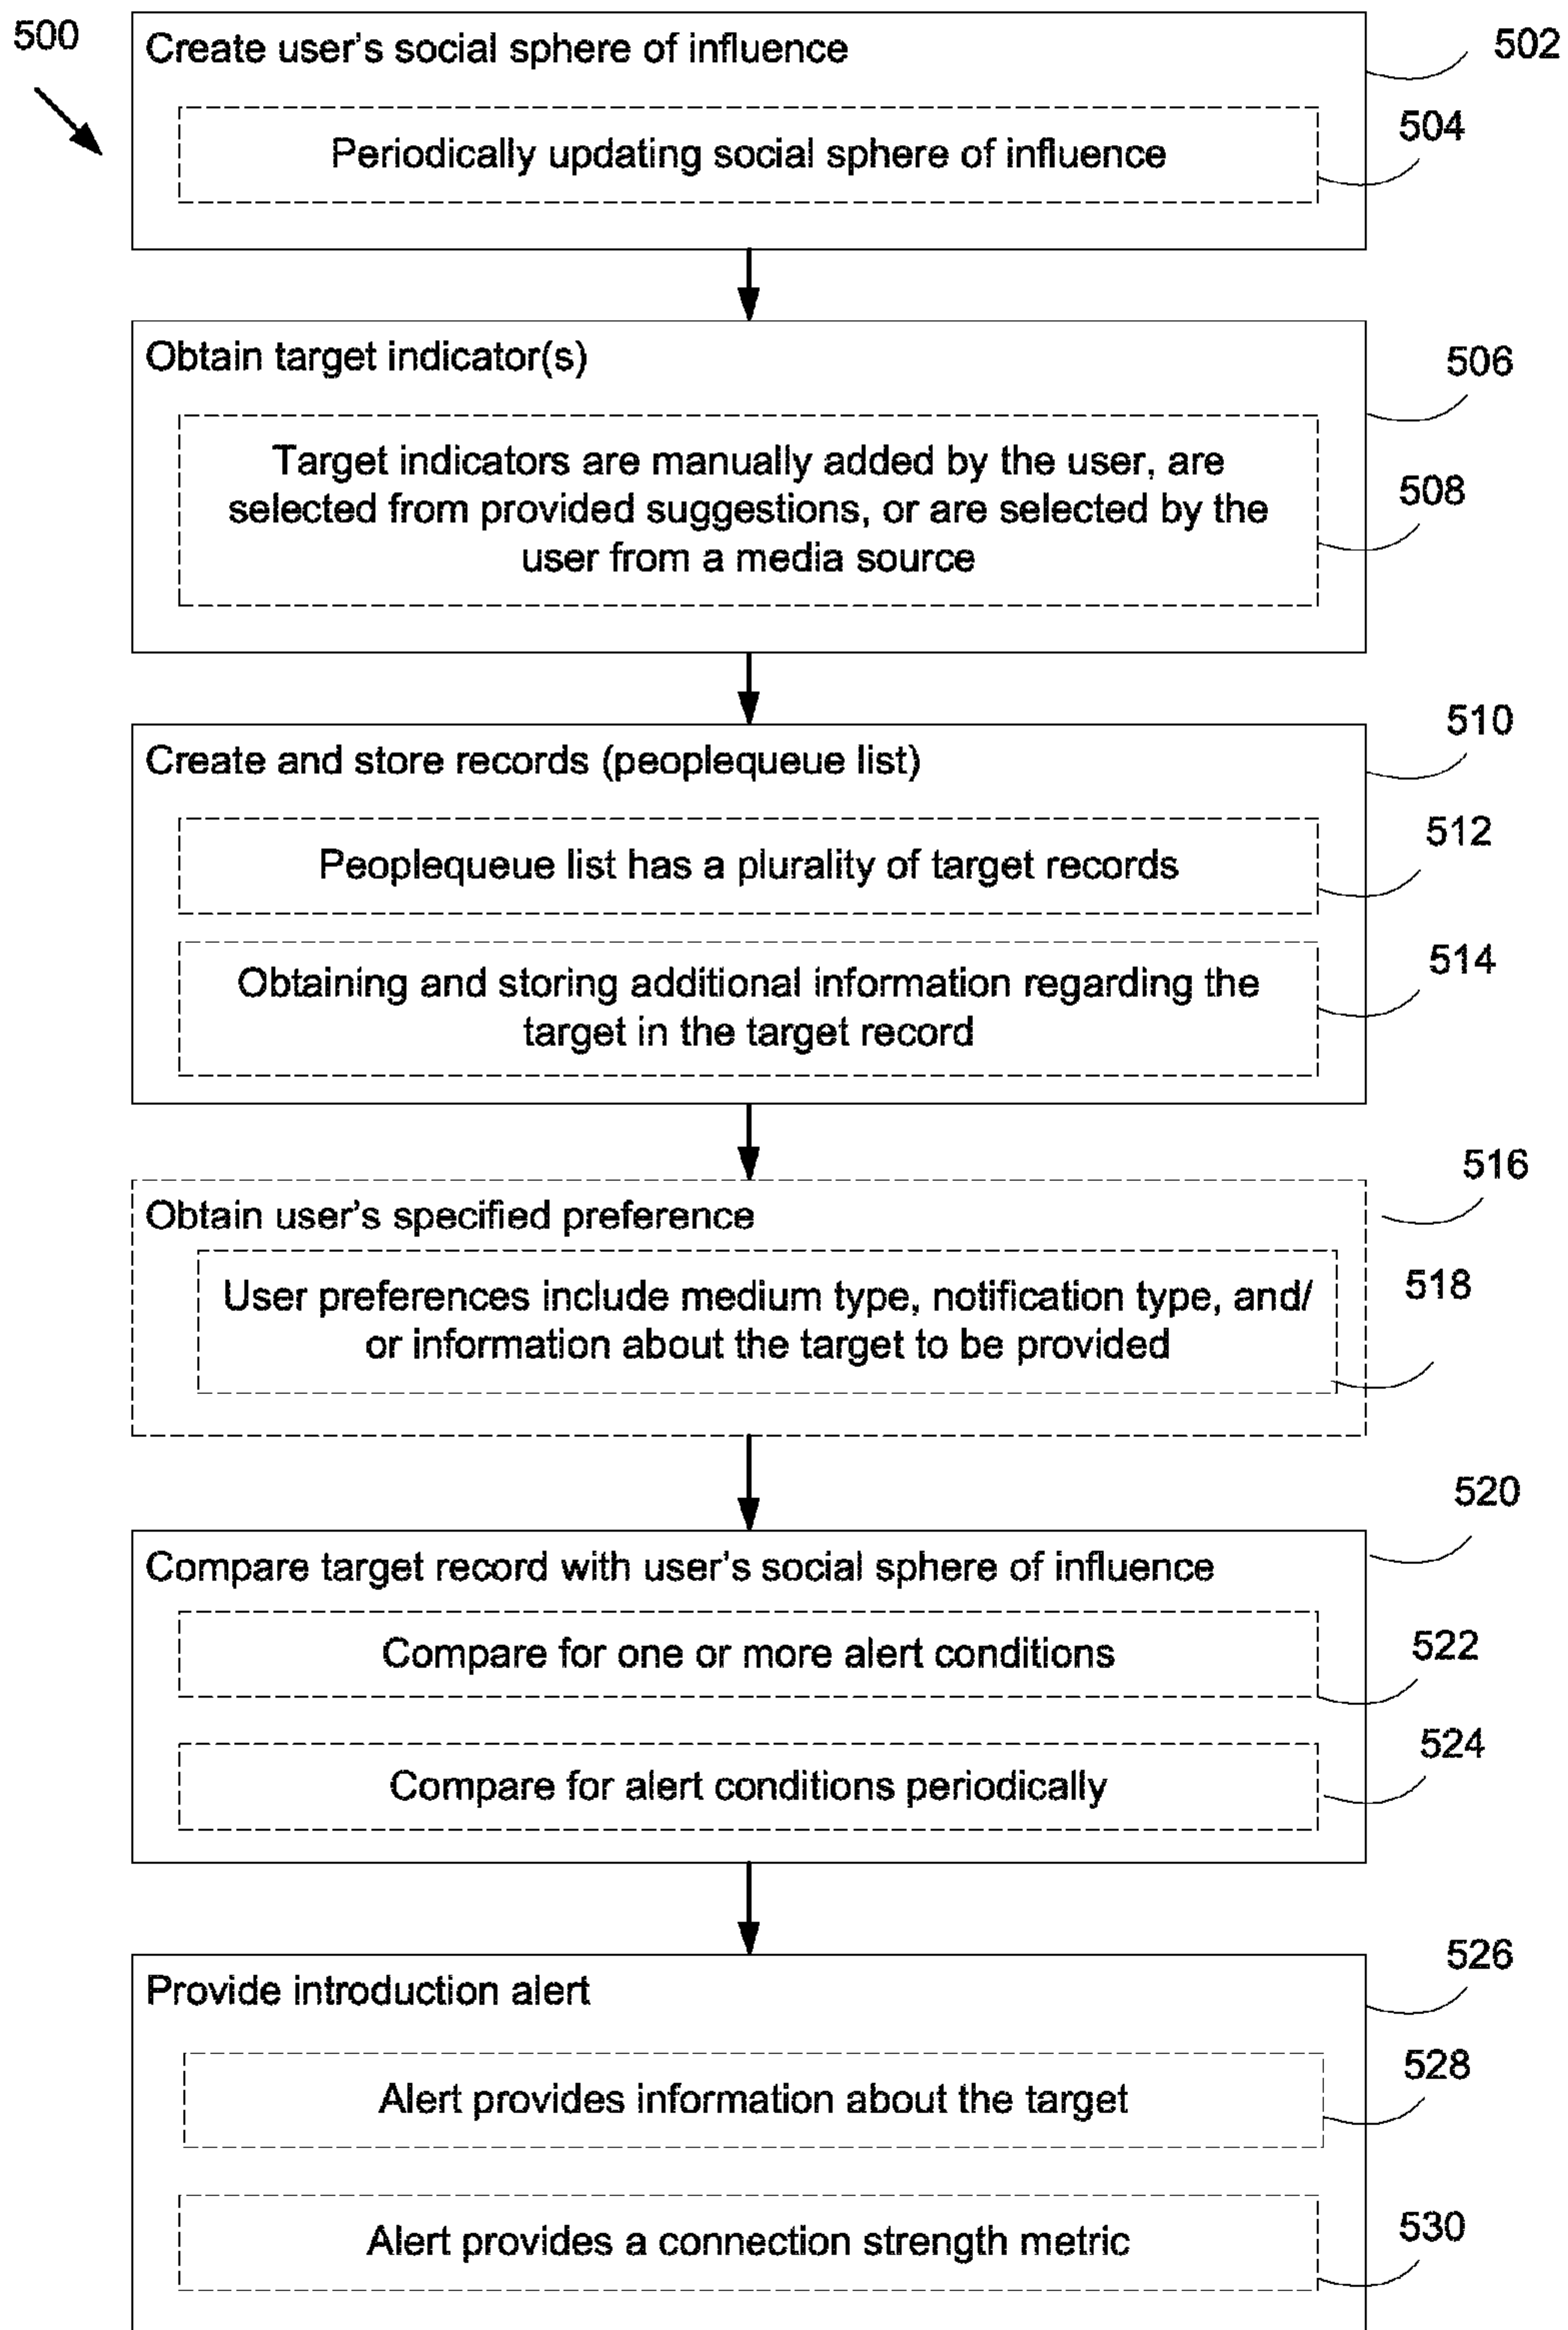 500
Create user's social sphere of influence
502
Periodically updating social sphere of influence
504
Obtain target indicator(s)
506
Target indicators are manually added by the user, are
selected from provided suggestions, or are selected by the
user from a media source
508
Create and store records (peoplequeue list)
510
Peoplequeue list has a plurality of target records
512
Obtaining and storing additional information regarding the
target in the target record
514
Obtain user's specified preference
516
User preferences include medium type, notification type, and/
or information about the target to be provided
518
Compare target record with user's social sphere of influence
520
Compare for one or more alert conditions
522
Compare for alert conditions periodically
524
Provide introduction alert
526
Alert provides information about the target
528
Alert provides a connection strength metric
530